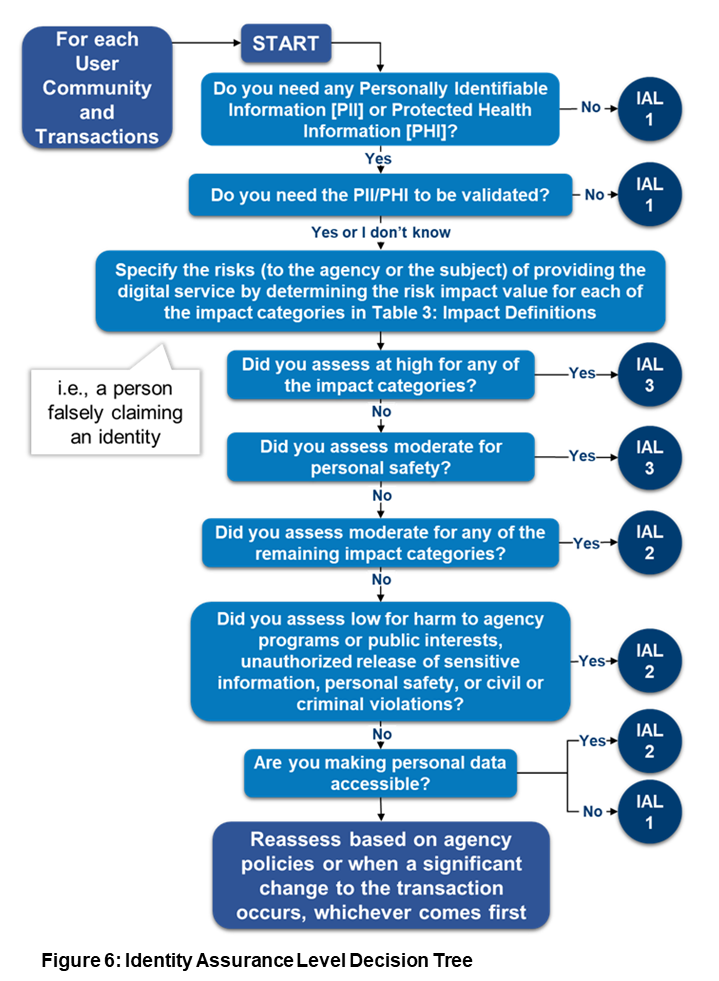 For each
User
Community
and
Transactions
START
Do you need any Personally Identifiable
Information [PII] or Protected Health
Information [PHI]?
No
IAL
1
Yes
Do you need the PII/PHI to be validated?
No
IAL
1
Yes or I don't know
Specify the risks (to the agency or the subject) of providing the
digital service by determining the risk impact value for each of
the impact categories in Table 3: Impact Definitions
i.e., a person
falsely claiming
an identity
Did you assess at high for any of
the impact categories?
Yes
IAL
3
No
Did you assess moderate for
personal safety?
Yes
IAL
3
No
Did you assess moderate for any of the
remaining impact categories?
Yes
IAL
2
No
Did you assess low for harm to agency
programs or public interests,
unauthorized release of sensitive
information, personal safety, or civil or
criminal violations?
Yes
IAL
2
No
Are you making personal data
accessible?
Yes
IAL
2
No
IAL
1
Reassess based on agency
policies or when a significant
change to the transaction
occurs, whichever comes first
Figure 6: Identity Assurance Level Decision Tree